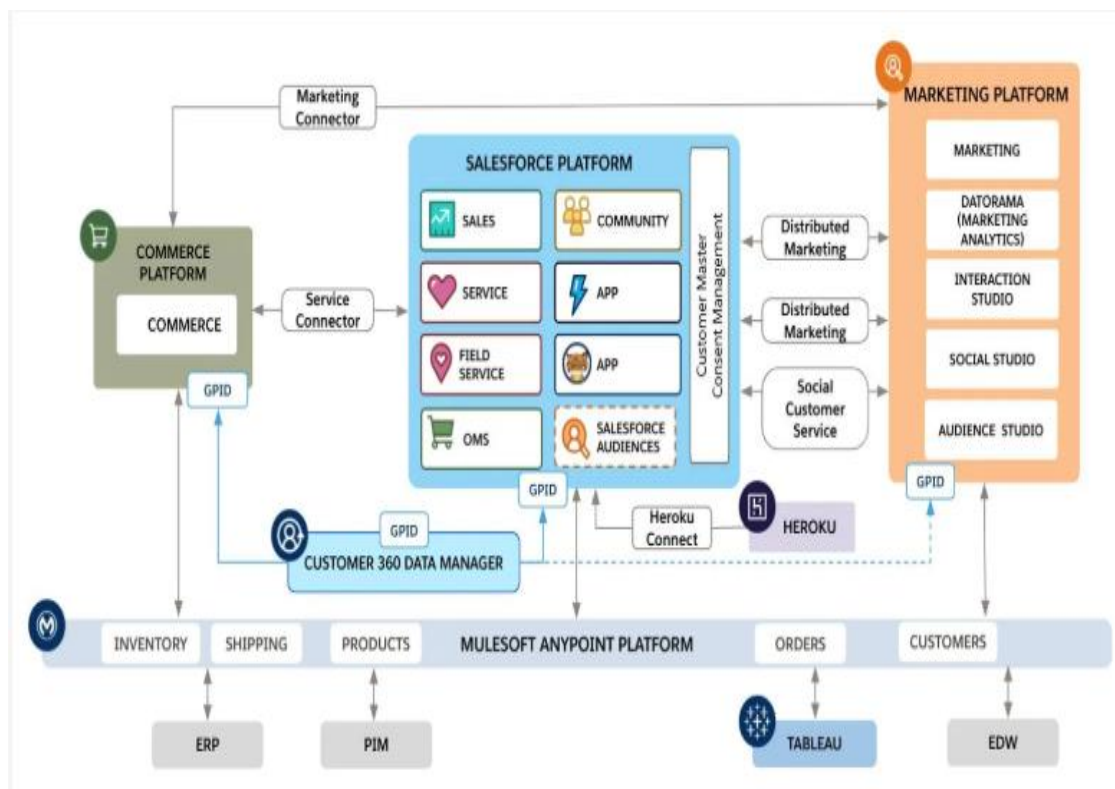 Marketing
Connector
MARKETING PLATFORM
MARKETING
DATORAMA
(MARKETING
ANALYTICS)
INTERACTION
STUDIO
SOCIAL STUDIO
AUDIENCE STUDIO
GPID
SALESFORCE PLATFORM
SALES
COMMUNITY
SERVICE
APP
FIELD
SERVICE
APP
OMS
SALESFORCE
AUDIENCES
Customer Master
Consent Management
GPID
Distributed
Marketing
Distributed
Marketing
Social
Customer
Service
COMMERCE
PLATFORM
COMMERCE
GPID
Service
Connector
Heroku
Connect
HEROKU
GPID
CUSTOMER 360 DATA MANAGER
INVENTORY
SHIPPING
PRODUCTS
MULESOFT ANYPOINT PLATFORM
ORDERS
CUSTOMERS
ERP
PIM
TABLEAU
EDW